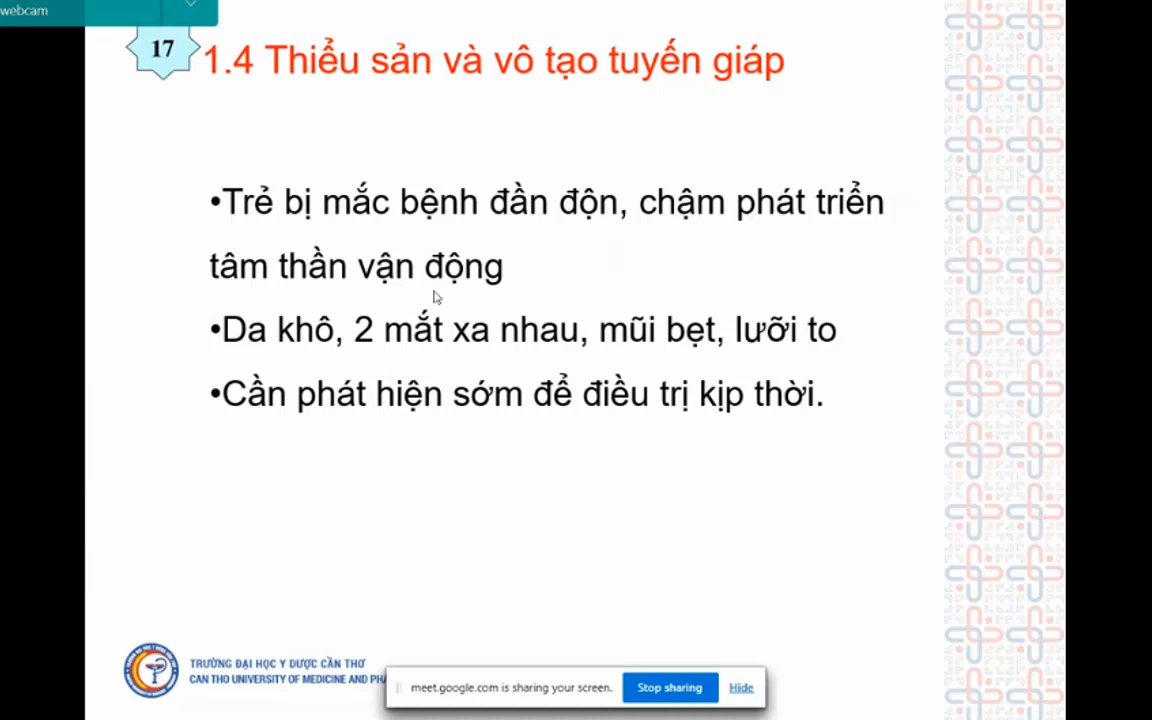 webcam
17
1.4 Thiểu sản và vô tạo tuyến giáp
•Trẻ bị mắc bệnh đần độn, chậm phát triển
tâm thần vận động
•Da khô, 2 mắt xa nhau, mũi bẹt, lưỡi to
•Cần phát hiện sớm để điều trị kịp thời.
TRƯỜNG ĐẠI HỌC Y DƯỢC CẦN THƠ
CAN THO UNIVERSITY OF MEDICINE AND PHA
meet.google.com is sharing your screen.
Stop sharing
Hide